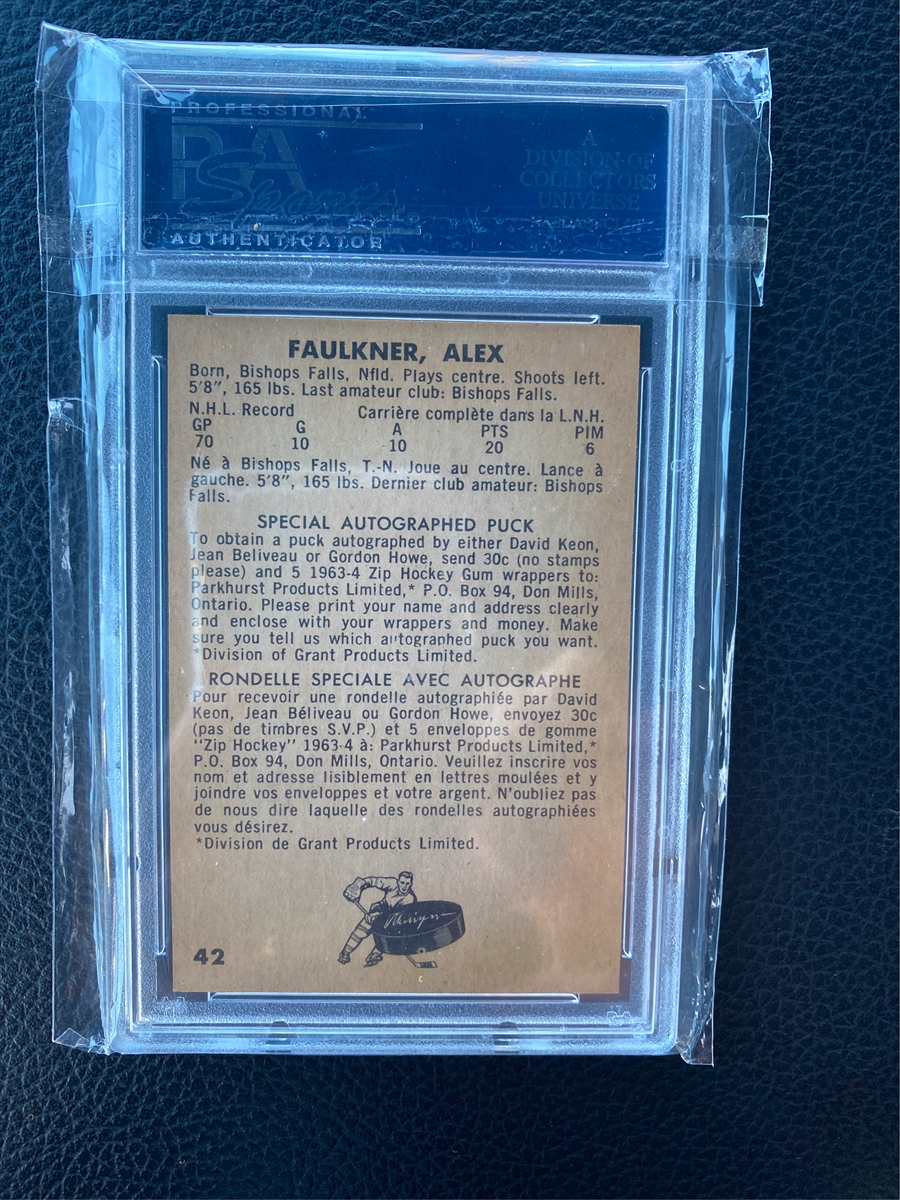 PROFESSIONAL
PSA
Sports
AUTHENTICATOR
A
DIVISION OF
COLLECTORS
UNIVERSE
FAULKNER, ALEX
Born, Bishops Falls, Nfld. Plays centre. Shoots left.
5'8", 165 lbs. Last amateur club: Bishops Falls.
N.H.L. Record Carrière complète dans la L.N.H.
GP G A PTS PIM
70 10 10 20 6
Né à Bishops Falls, T.-N. Joue au centre. Lance à
gauche. 5'8", 165 lbs. Dernier club amateur: Bishops
Falls.
SPECIAL AUTOGRAPHED PUCK
To obtain a puck autographed by either David Keon,
Jean Beliveau or Gordon Howe, send 30c (no stamps
please) and 5 1963-4 Zip Hockey Gum wrappers to:
Parkhurst Products Limited,* P.O. Box 94, Don Mills,
Ontario. Please print your name and address clearly
and enclose with your wrappers and money. Make
sure you tell us which autographed puck you want.
*Division of Grant Products Limited.
RONDELLE SPECIALE AVEC AUTOGRAPHE
Pour recevoir une rondelle autographiée par David
Keon, Jean Béliveau ou Gordon Howe, envoyez 30c
(pas de timbres S.V.P.) et 5 enveloppes de gomme
"Zip Hockey" 1963-4 à: Parkhurst Products Limited,*
P.O. Box 94, Don Mills, Ontario. Veuillez inscrire vos
nom et adresse lisiblement en lettres moulées et y
joindre vos enveloppes et votre argent. N'oubliez pas
de nous dire laquelle des rondelles autographiées
vous désirez.
*Division de Grant Products Limited.
42